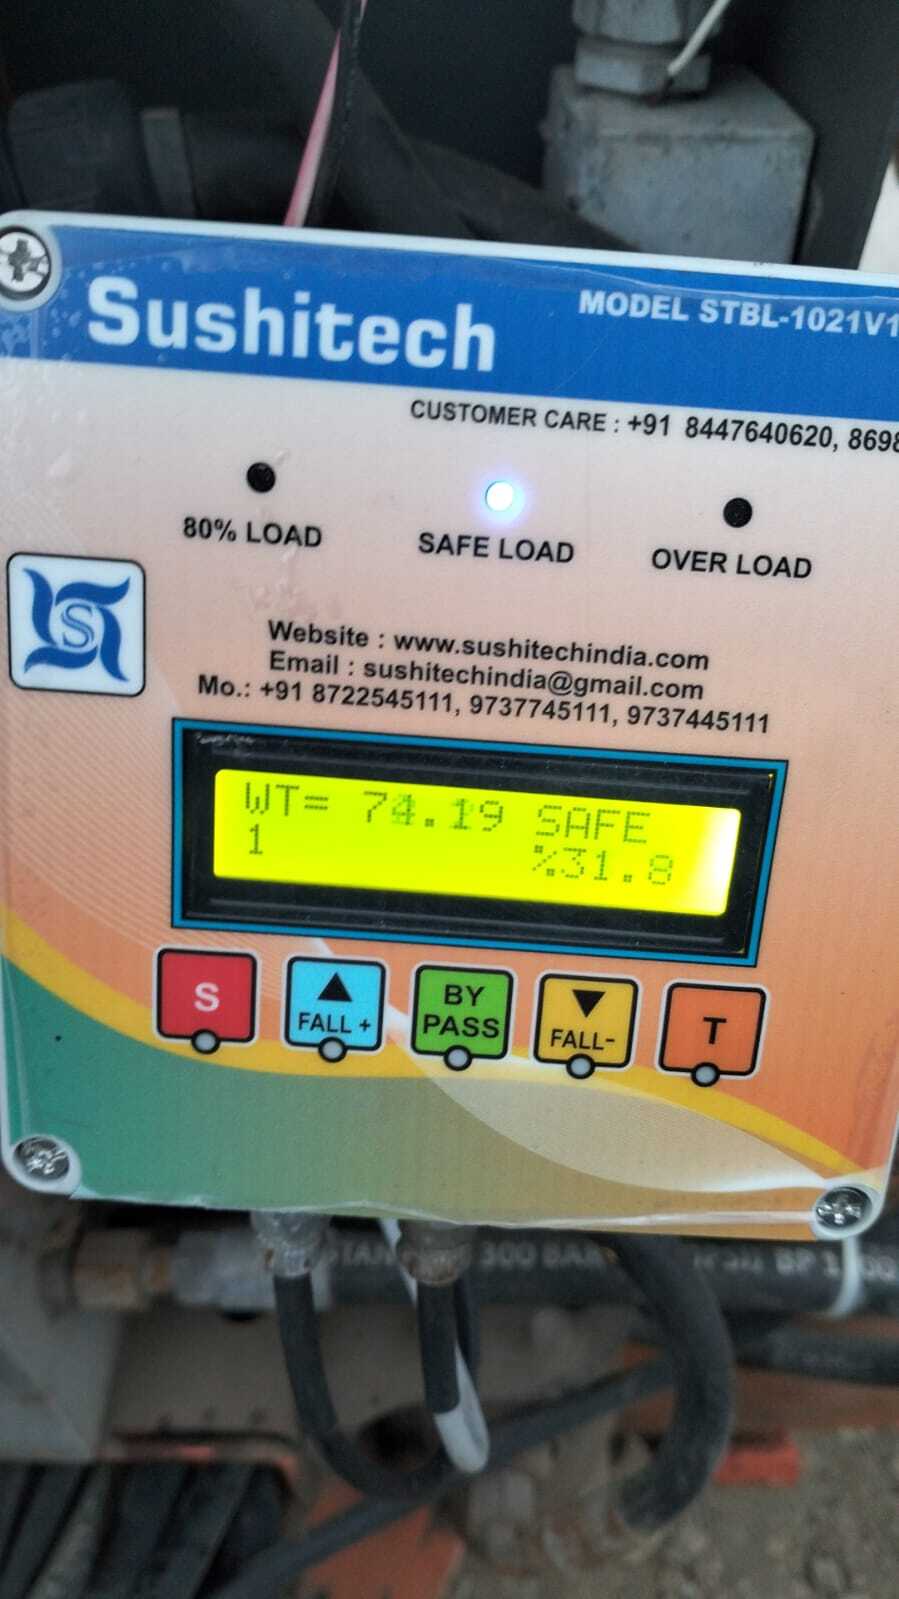 Sushitech
MODEL STBL-1021V1
CUSTOMER CARE : +91 8447640620, 8698
80% LOAD
SAFE LOAD
OVER LOAD
S
Website : www.sushitechindia.com
Email : sushitechindia@gmail.com
Mo.: +91 8722545111, 9737745111, 9737445111
WT= SAFE
1 %31.8
S
FALL +
BY
PASS
FALL-
T
300 BAR